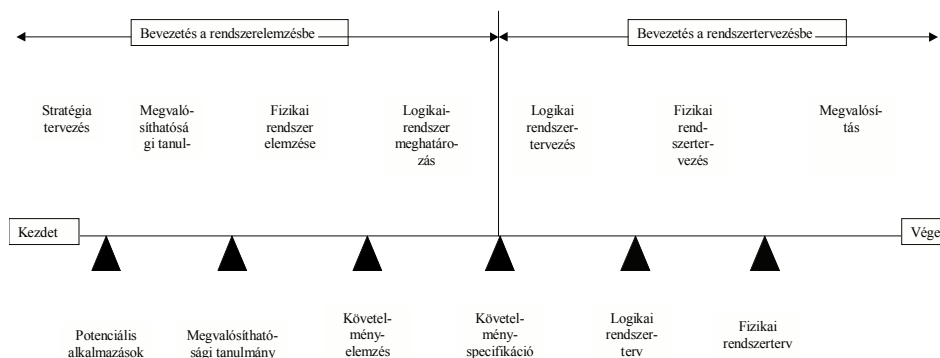 Bevezetés a rendszerelemzésbe
Bevezetés a rendszertervezésbe
Stratégia
tervezés
Megvaló-
síthatósá
gi tanul-
Fizikai
rendszer
elemzése
Logikai-
rendszer
meghatáro-
zás
Logikai
rendszer-
tervezés
Fizikai
rend-
szerter-
vezés
Megvalósí-
tás
Kezdet
Vége
Potenciális
alkalmazások
Megvalósítható-
sági tanulmány
Követel-
mény-
elemzés
Követel-
mény-
specifikáció
Logikai
rendszer-
terv
Fizikai
rendszerterv